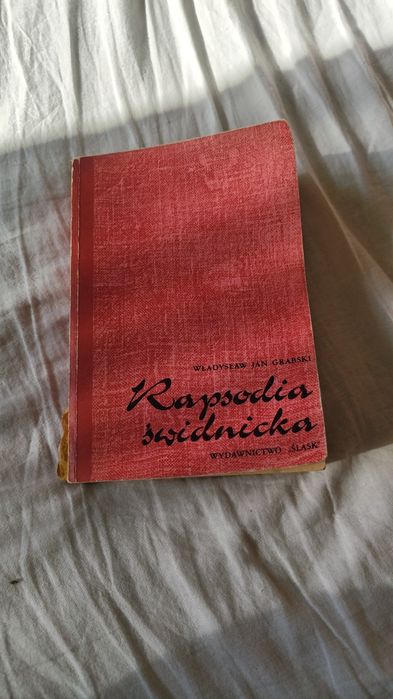 WŁADYSŁAW JAN GRABSKI
Rapsodia
świdnicka
WYDAWNICTWO „ŚLĄSK”